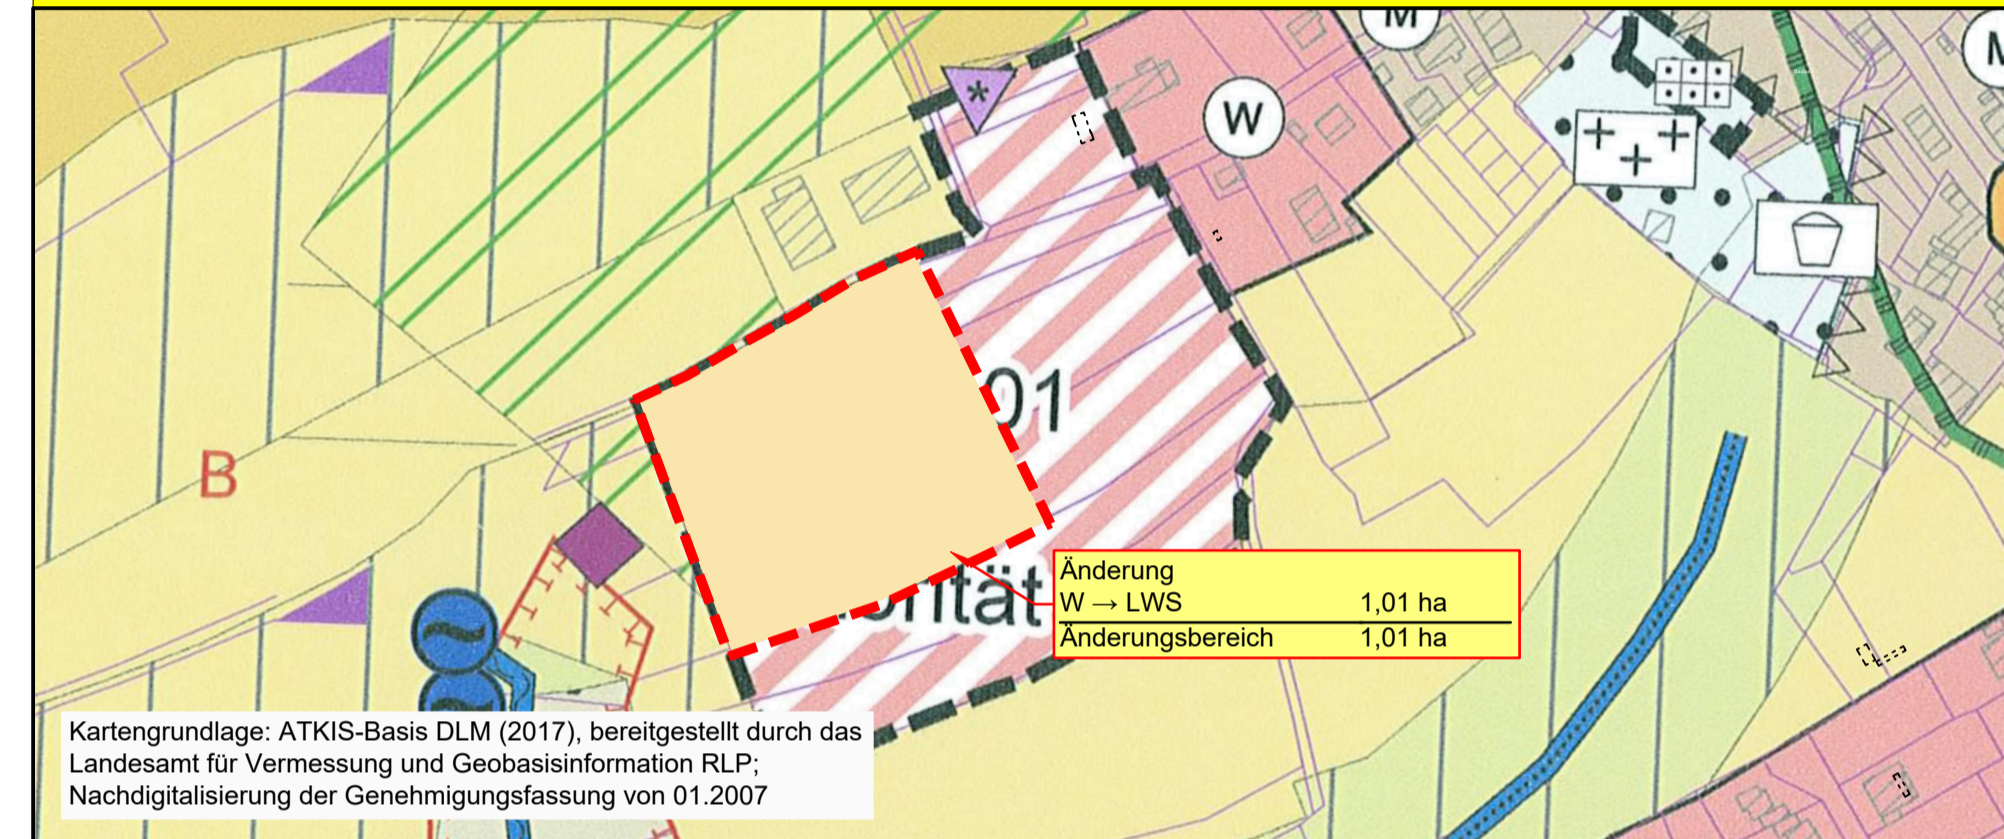 M
*
W
M
01
B
Änderung
W → LWS 1,01 ha
Änderungsbereich 1,01 ha
Kartengrundlage: ATKIS-Basis DLM (2017), bereitgestellt durch das
Landesamt für Vermessung und Geobasisinformation RLP;
Nachdigitalisierung der Genehmigungsfassung von 01.2007